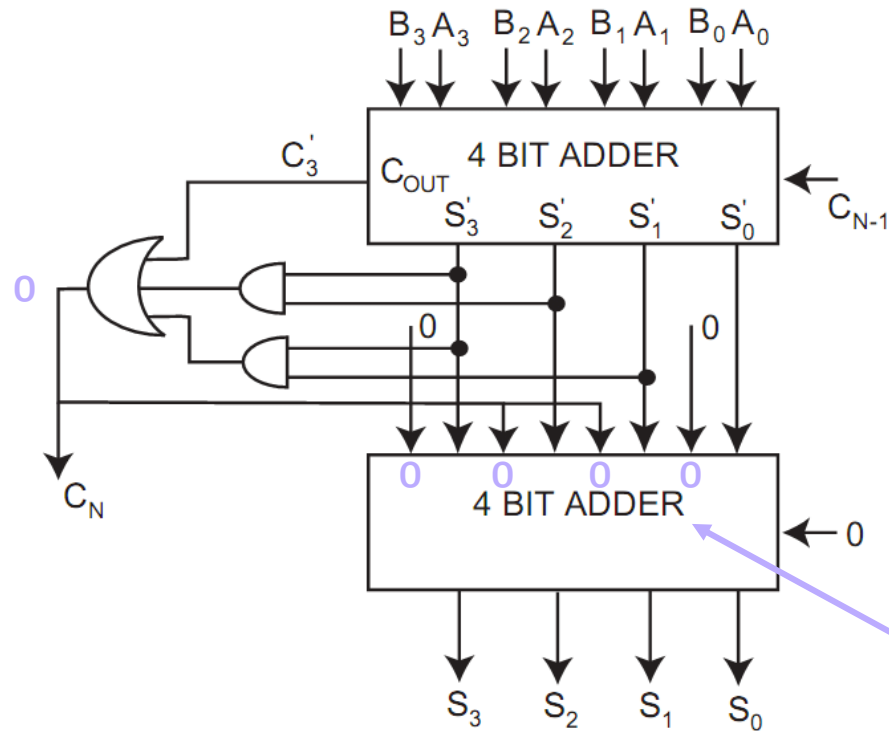 B3 A3 B2 A2 B1 A1 B0 A0
4 BIT ADDER
C'3
COUT
CN-1
S'3 S'2 S'1 S'0
0
0
0
0 0 0 0
4 BIT ADDER
0
CN
S3 S2 S1 S0